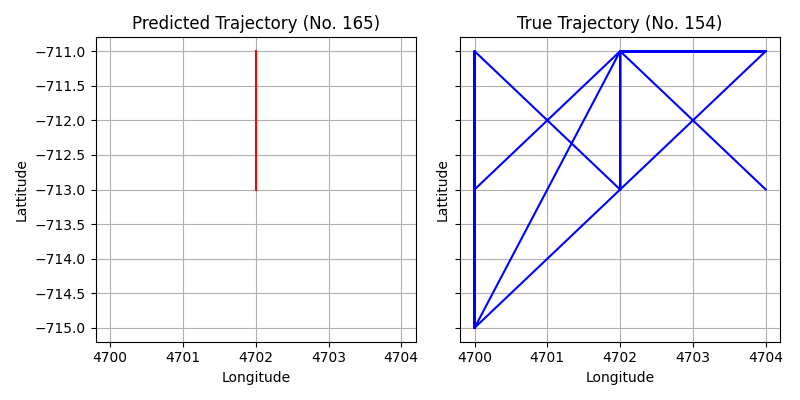 Predicted Trajectory (No. 165)
−711.0
−711.5
−712.0
−712.5
−713.0
−713.5
−714.0
−714.5
−715.0
Lattitude
4700 4701 4702 4703 4704
Longitude
True Trajectory (No. 154)
Lattitude
4700 4701 4702 4703 4704
Longitude